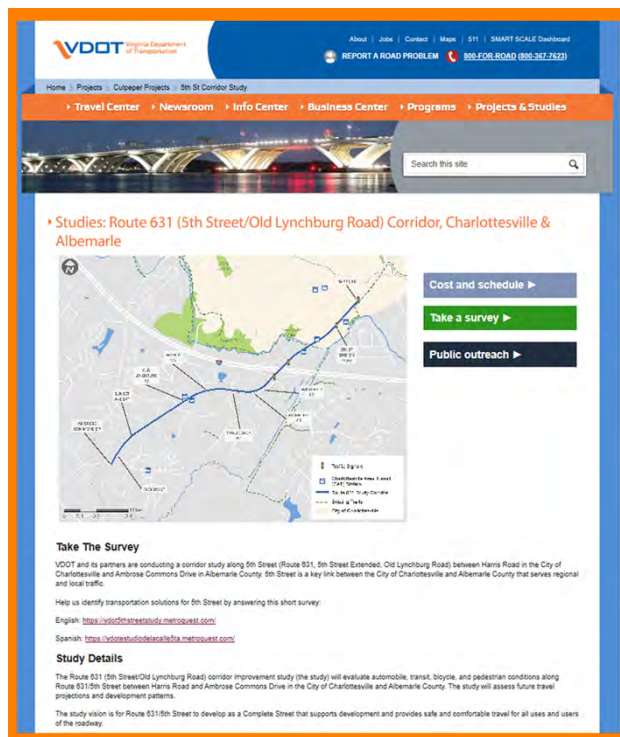 About | Jobs | Contact | Maps | 511 | SMART SCALE Dashboard
VDOT Virginia Department of Transportation
REPORT A ROAD PROBLEM 800-FOR-ROAD (800-367-7623)
Home > Projects > Culpeper Projects > 5th St Corridor Study
Travel Center Newsroom Info Center Business Center Programs Projects & Studies
Search this site
Studies: Route 631 (5th Street/Old Lynchburg Road) Corridor, Charlottesville &
Albemarle
Cost and schedule ►
Take a survey ►
Public outreach ►
Traffic Signals
Charlottesville Area Transit
(CAT) Station
Route 631 Study Corridor
Existing Trails
City of Charlottesville
Take The Survey
VDOT and its partners are conducting a corridor study along 5th Street (Route 631, 5th Street Extended, Old Lynchburg Road) between Harris Road in the City of
Charlottesville and Ambrose Commons Drive in Albemarle County. 5th Street is a key link between the City of Charlottesville and Albemarle County that serves regional
and local traffic.
Help us identify transportation solutions for 5th Street by answering this short survey:
English: https://vdot5thstreetstudy.metroquest.com/
Spanish: https://vdotestudiodelacalle5ta.metroquest.com/
Study Details
The Route 631 (5th Street/Old Lynchburg Road) corridor improvement study (the study) will evaluate automobile, transit, bicycle, and pedestrian conditions along
Route 631/5th Street between Harris Road and Ambrose Commons Drive in the City of Charlottesville and Albemarle County. The study will assess future travel
projections and development patterns.
The study vision is for Route 631/5th Street to develop as a Complete Street that supports development and provides safe and comfortable travel for all uses and users
of the roadway.